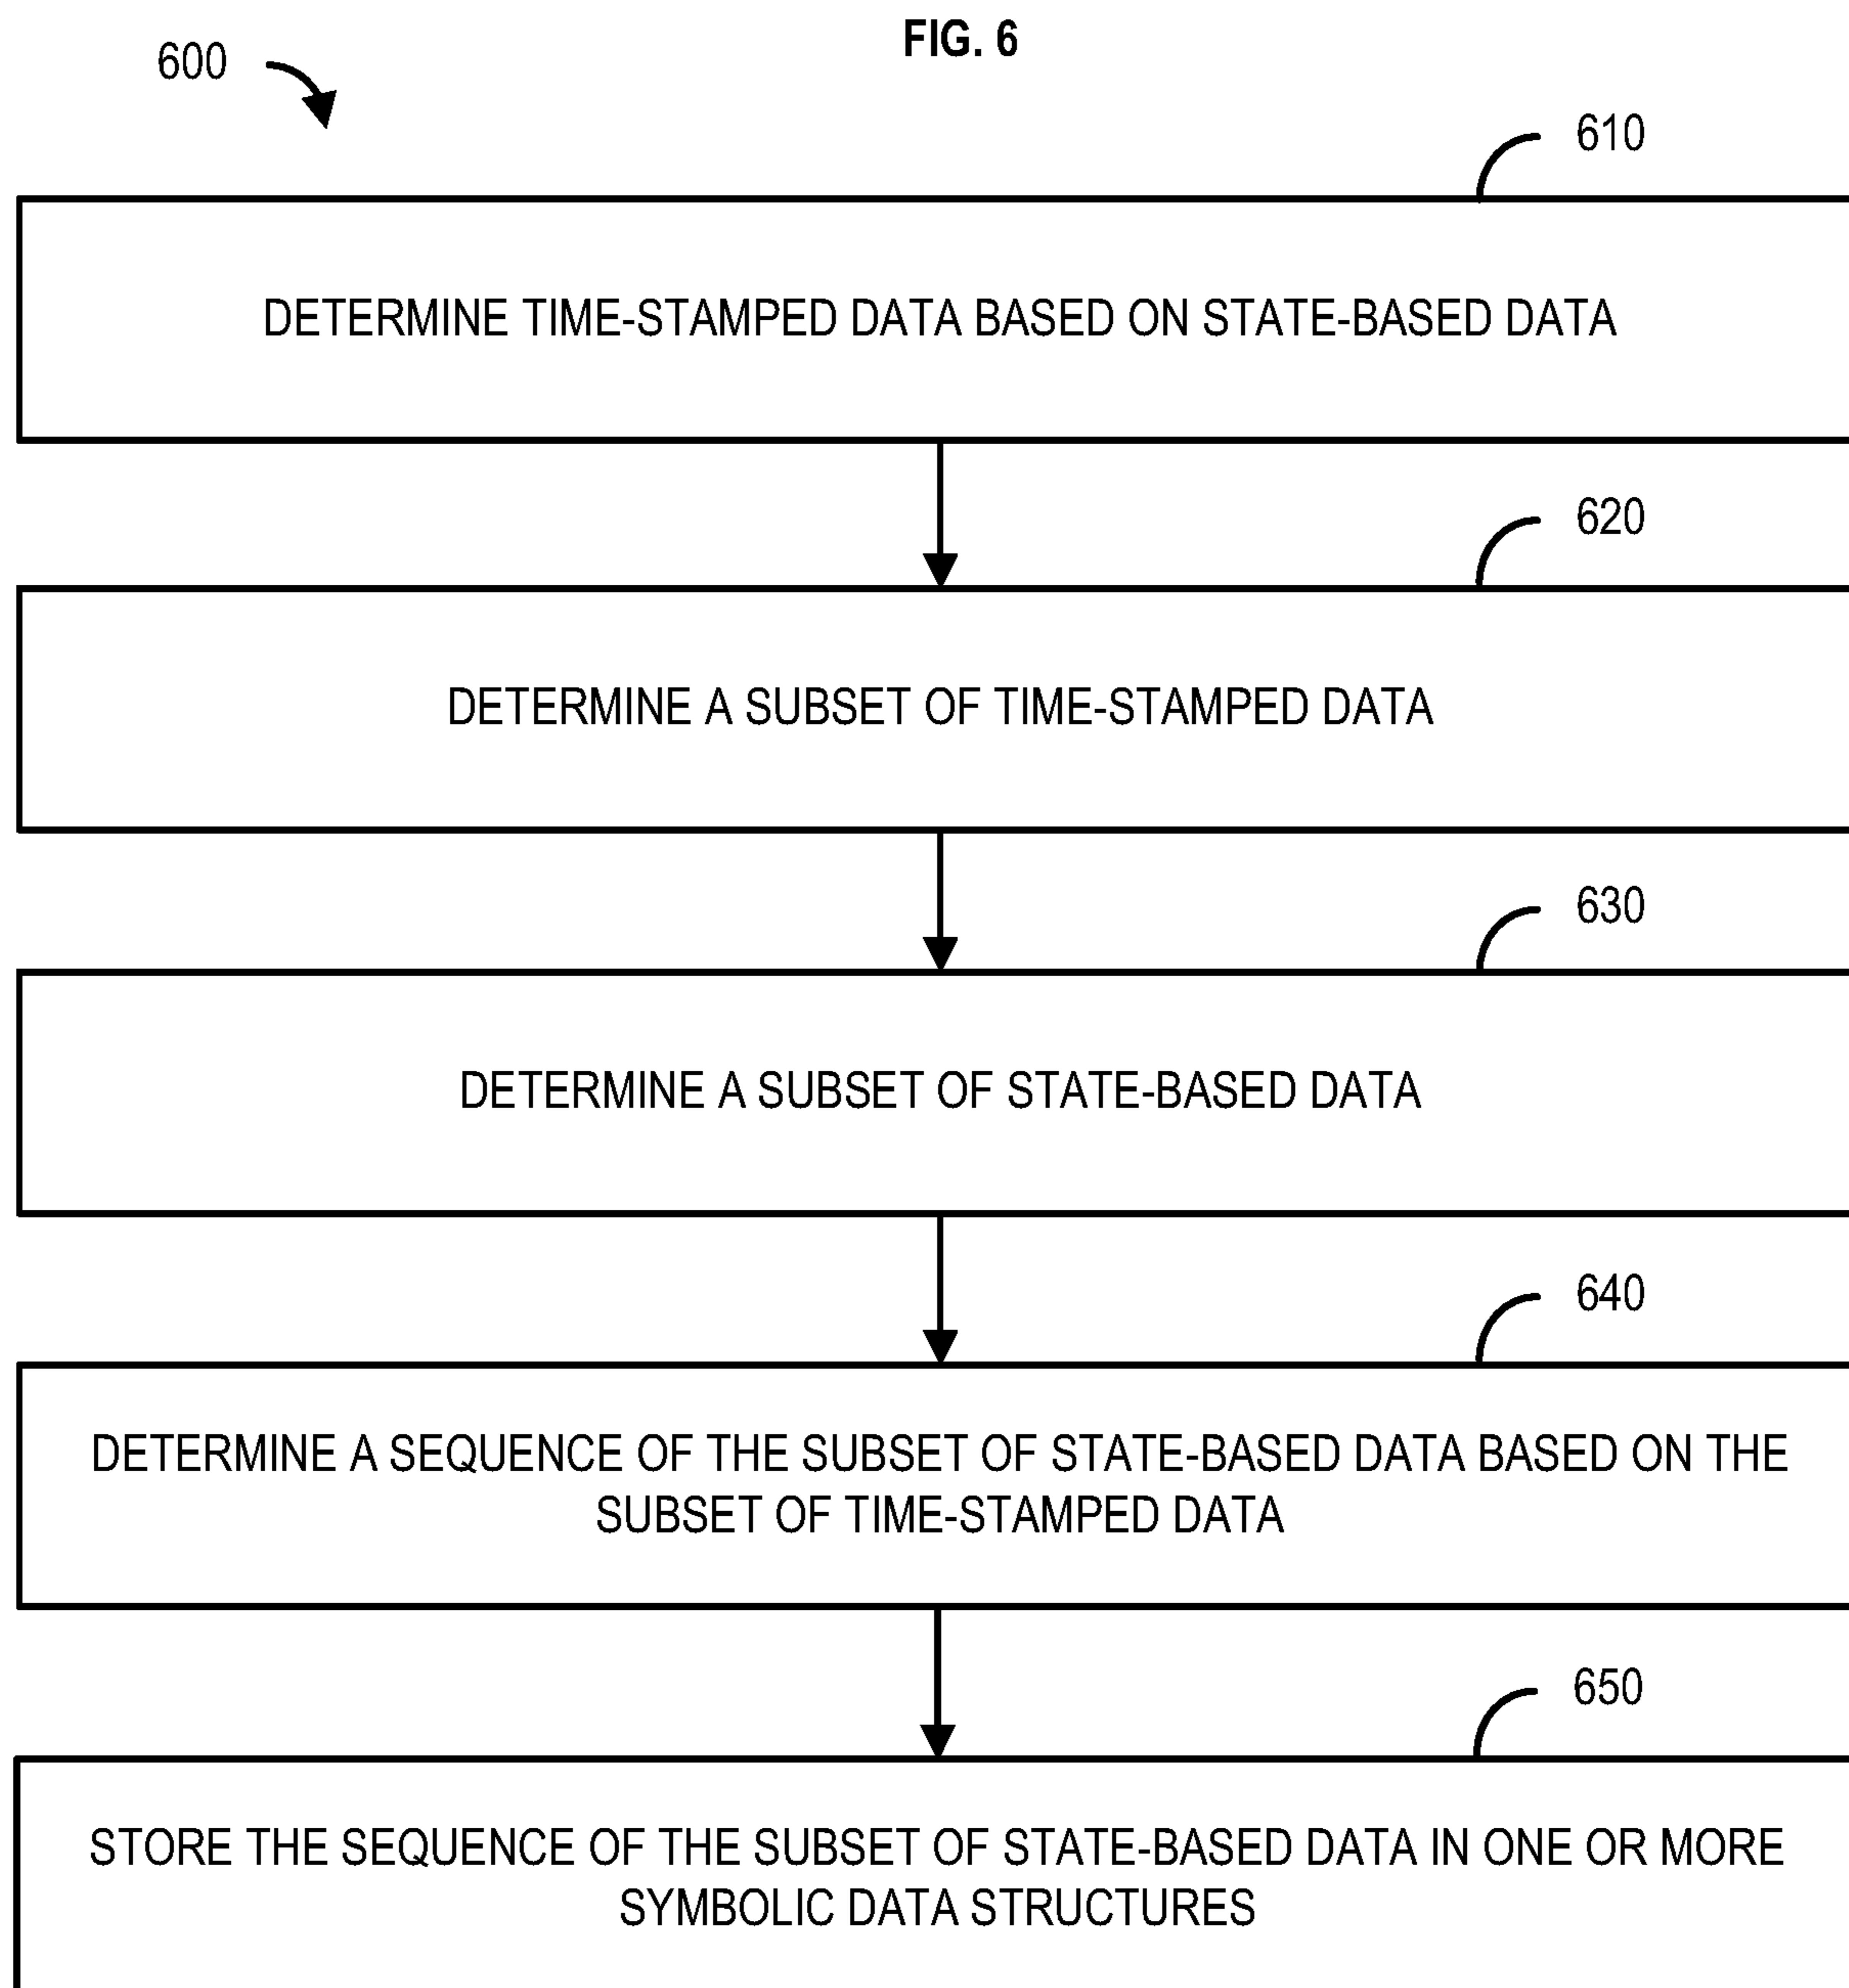 FIG. 6
600
610
DETERMINE TIME-STAMPED DATA BASED ON STATE-BASED DATA
620
DETERMINE A SUBSET OF TIME-STAMPED DATA
630
DETERMINE A SUBSET OF STATE-BASED DATA
640
DETERMINE A SEQUENCE OF THE SUBSET OF STATE-BASED DATA BASED ON THE
SUBSET OF TIME-STAMPED DATA
650
STORE THE SEQUENCE OF THE SUBSET OF STATE-BASED DATA IN ONE OR MORE
SYMBOLIC DATA STRUCTURES